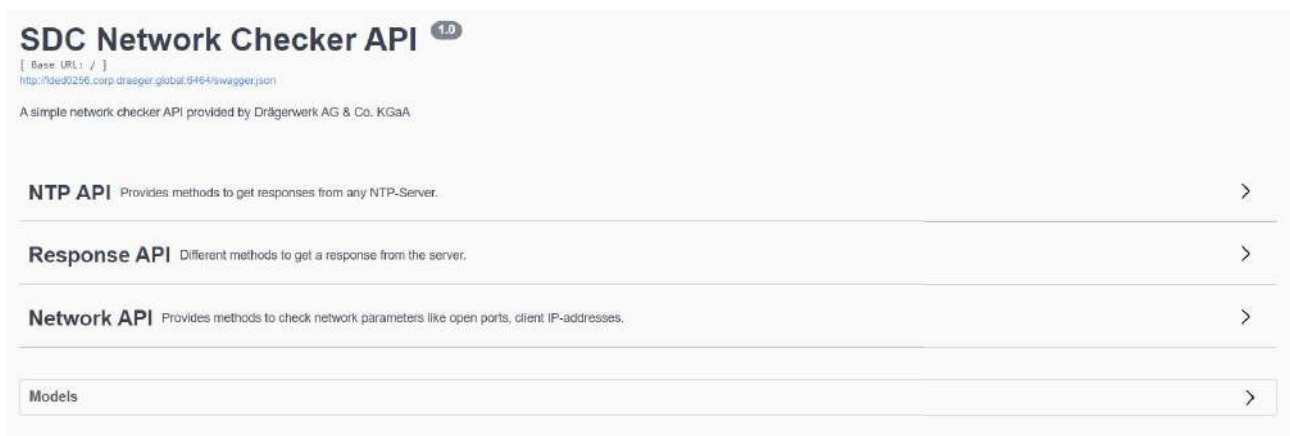 SDC Network Checker API 1.0
[ Base URL: / ]
http://lded0256.corp.draeger.global:6464/swagger.json
A simple network checker API provided by Drägerwerk AG & Co. KGaA
NTP API Provides methods to get responses from any NTP-Server.
Response API Different methods to get a response from the server.
Network API Provides methods to check network parameters like open ports, client IP-addresses.
Models